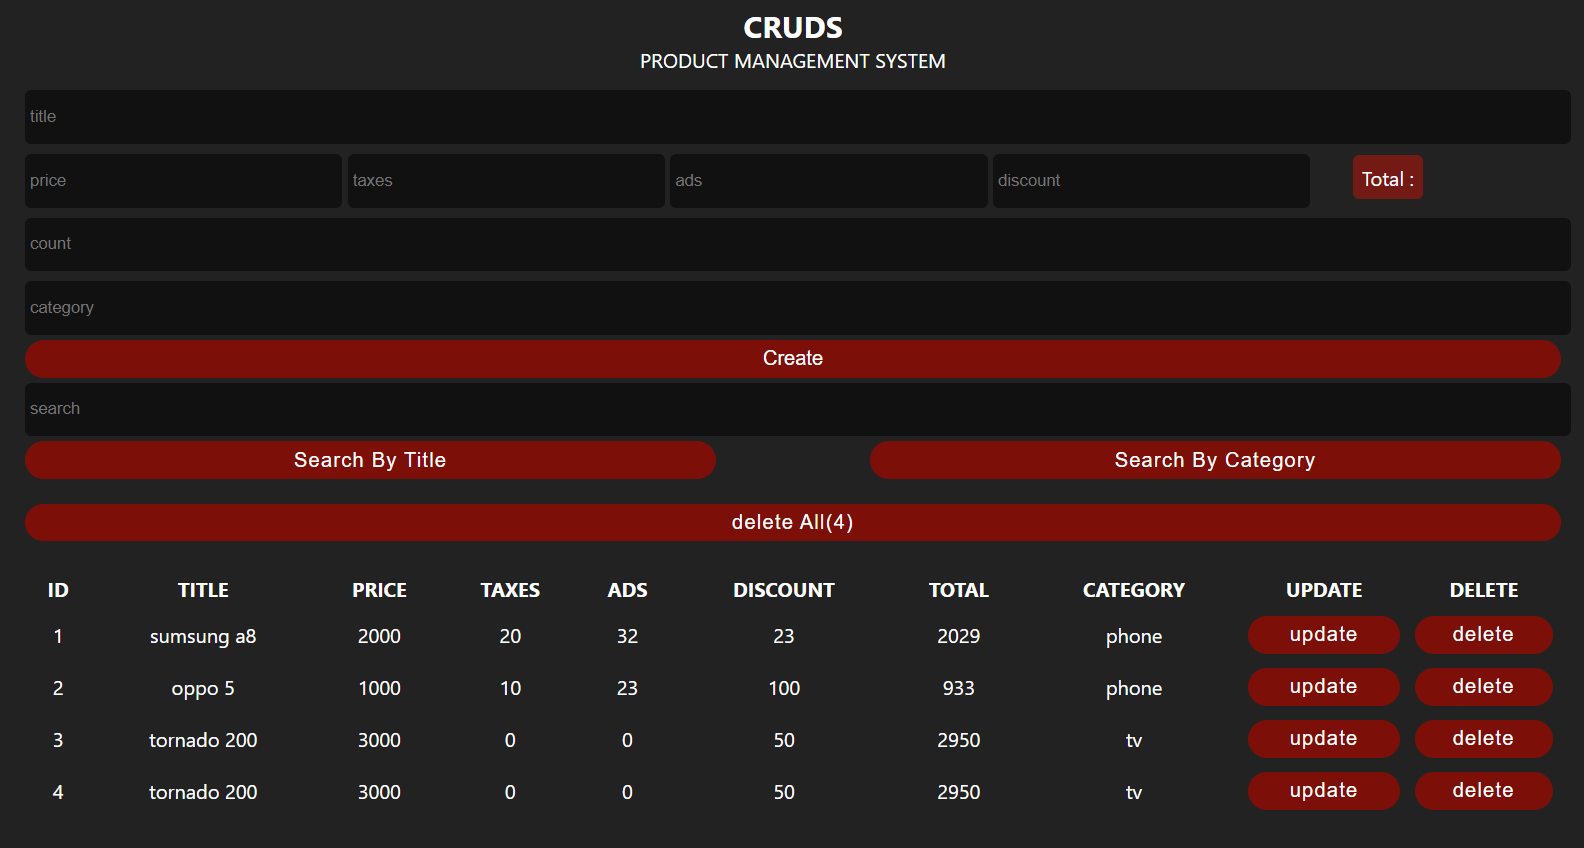 CRUDS
PRODUCT MANAGEMENT SYSTEM
title
price taxes ads discount Total :
count
category
Create
search
Search By Title Search By Category
delete All(4)
ID TITLE PRICE TAXES ADS DISCOUNT TOTAL CATEGORY UPDATE DELETE
1 sumsung a8 2000 20 32 23 2029 phone update delete
2 oppo 5 1000 10 23 100 933 phone update delete
3 tornado 200 3000 0 0 50 2950 tv update delete
4 tornado 200 3000 0 0 50 2950 tv update delete